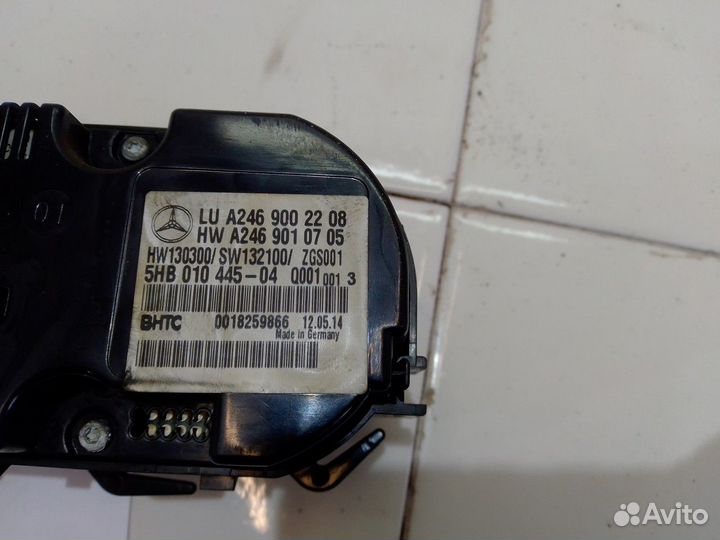 LU A246 900 22 08
HW A246 901 07 05
HW130300/ SW132100/ ZGS001
5HB 010 445-04 Q001 001 3
BHTC 0018259866 12.05.14
Made in Germany
01
Avito